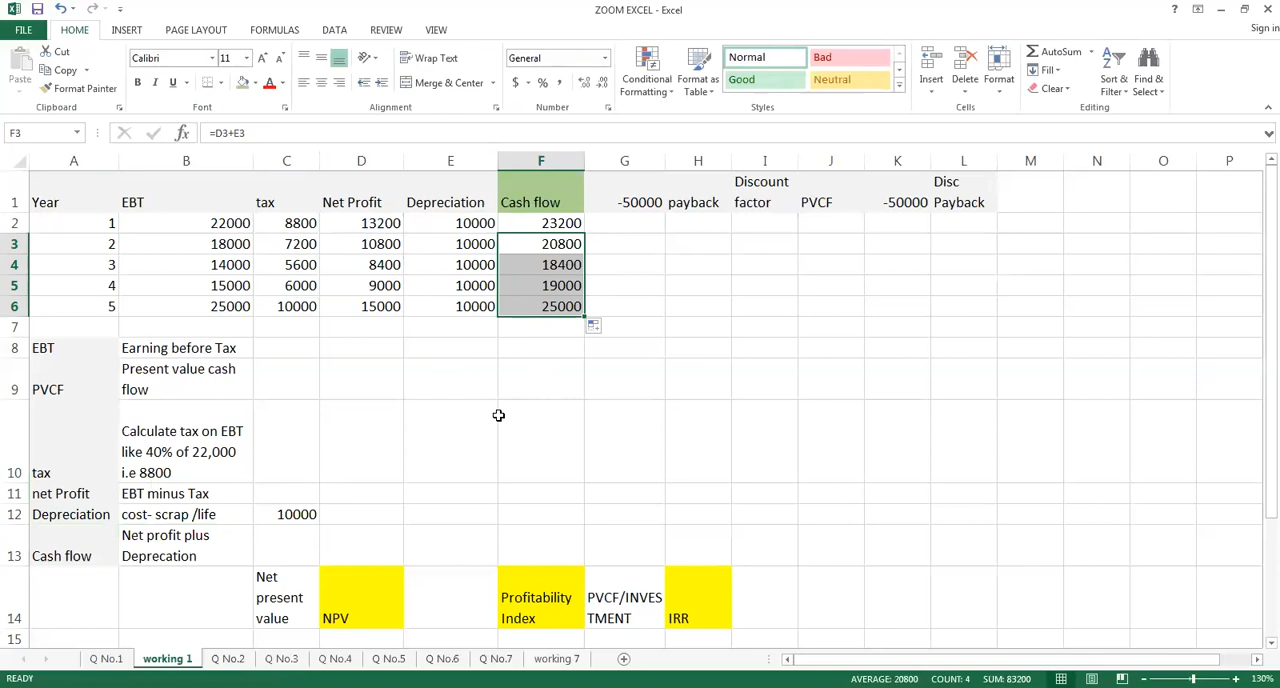 ZOOM EXCEL - Excel
FILE HOME INSERT PAGE LAYOUT FORMULAS DATA REVIEW VIEW Sign in
Paste
Cut
Copy
Format Painter
Clipboard
Calibri 11
B I U
Font
Wrap Text
Merge & Center
Alignment
General
$ % ,
Number
Conditional Formatting
Format as Table
Normal Bad
Good Neutral
Styles
Insert Delete Format
Cells
AutoSum
Fill
Clear
Sort & Filter
Find & Select
Editing
F3 fx =D3+E3
A B C D E F G H I J K L M N O P
1 Year EBT tax Net Profit Depreciation Cash flow -50000 payback Discount factor PVCF -50000 Disc Payback
2 1 22000 8800 13200 10000 23200
3 2 18000 7200 10800 10000 20800
4 3 14000 5600 8400 10000 18400
5 4 15000 6000 9000 10000 19000
6 5 25000 10000 15000 10000 25000
7
8 EBT Earning before Tax
9 PVCF Present value cash flow
10 tax Calculate tax on EBT like 40% of 22,000 i.e 8800
11 net Profit EBT minus Tax
12 Depreciation cost- scrap /life 10000
13 Cash flow Net profit plus Deprecation
14 Net present value NPV Profitability Index PVCF/INVESTMENT IRR
15
Q No.1 working 1 Q No.2 Q No.3 Q No.4 Q No.5 Q No.6 Q No.7 working 7
READY AVERAGE: 20800 COUNT: 4 SUM: 83200 130%